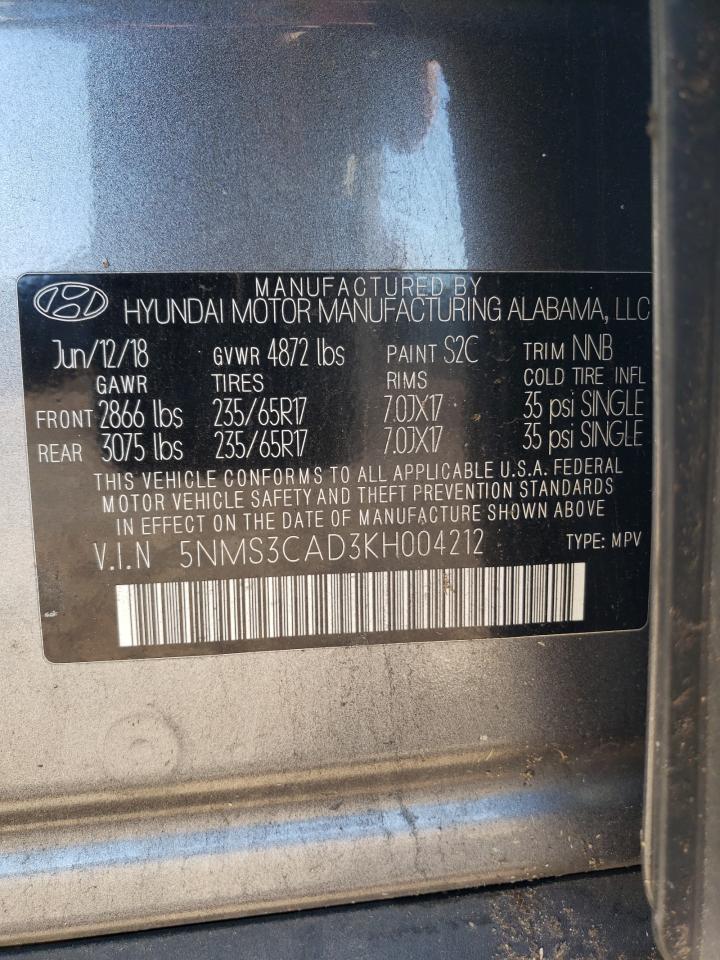 MANUFACTURED BY
HYUNDAI MOTOR MANUFACTURING ALABAMA, LLC
Jun/12/18 GVWR 4872 lbs PAINT S2C TRIM NNB
GAWR TIRES RIMS COLD TIRE INFL
FRONT 2866 lbs 235/65R17 7.0JX17 35 psi SINGLE
REAR 3075 lbs 235/65R17 7.0JX17 35 psi SINGLE
THIS VEHICLE CONFORMS TO ALL APPLICABLE U.S.A. FEDERAL
MOTOR VEHICLE SAFETY AND THEFT PREVENTION STANDARDS
IN EFFECT ON THE DATE OF MANUFACTURE SHOWN ABOVE
V.I.N 5NMS3CAD3KH004212 TYPE: MPV